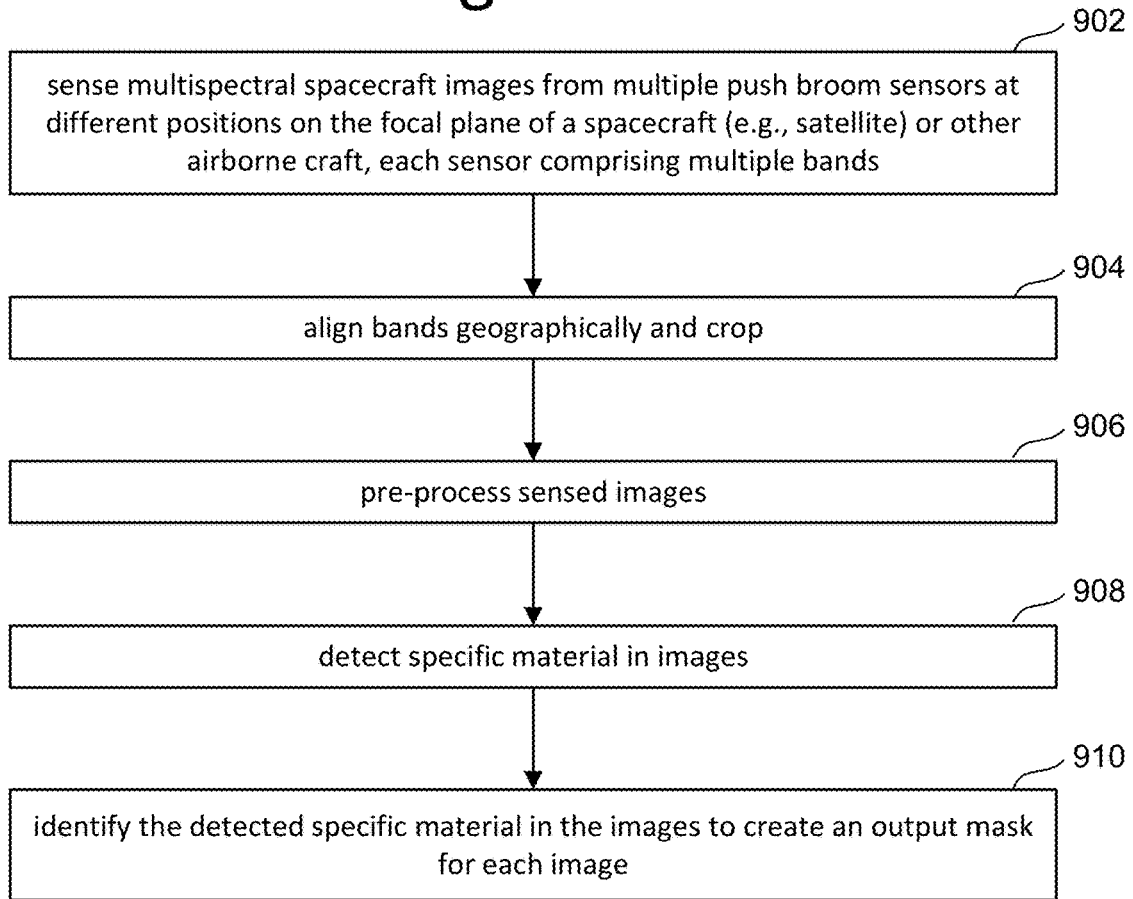 902
sense multispectral spacecraft images from multiple push broom sensors at
different positions on the focal plane of a spacecraft (e.g., satellite) or other
airborne craft, each sensor comprising multiple bands
904
align bands geographically and crop
906
pre-process sensed images
908
detect specific material in images
910
identify the detected specific material in the images to create an output mask
for each image